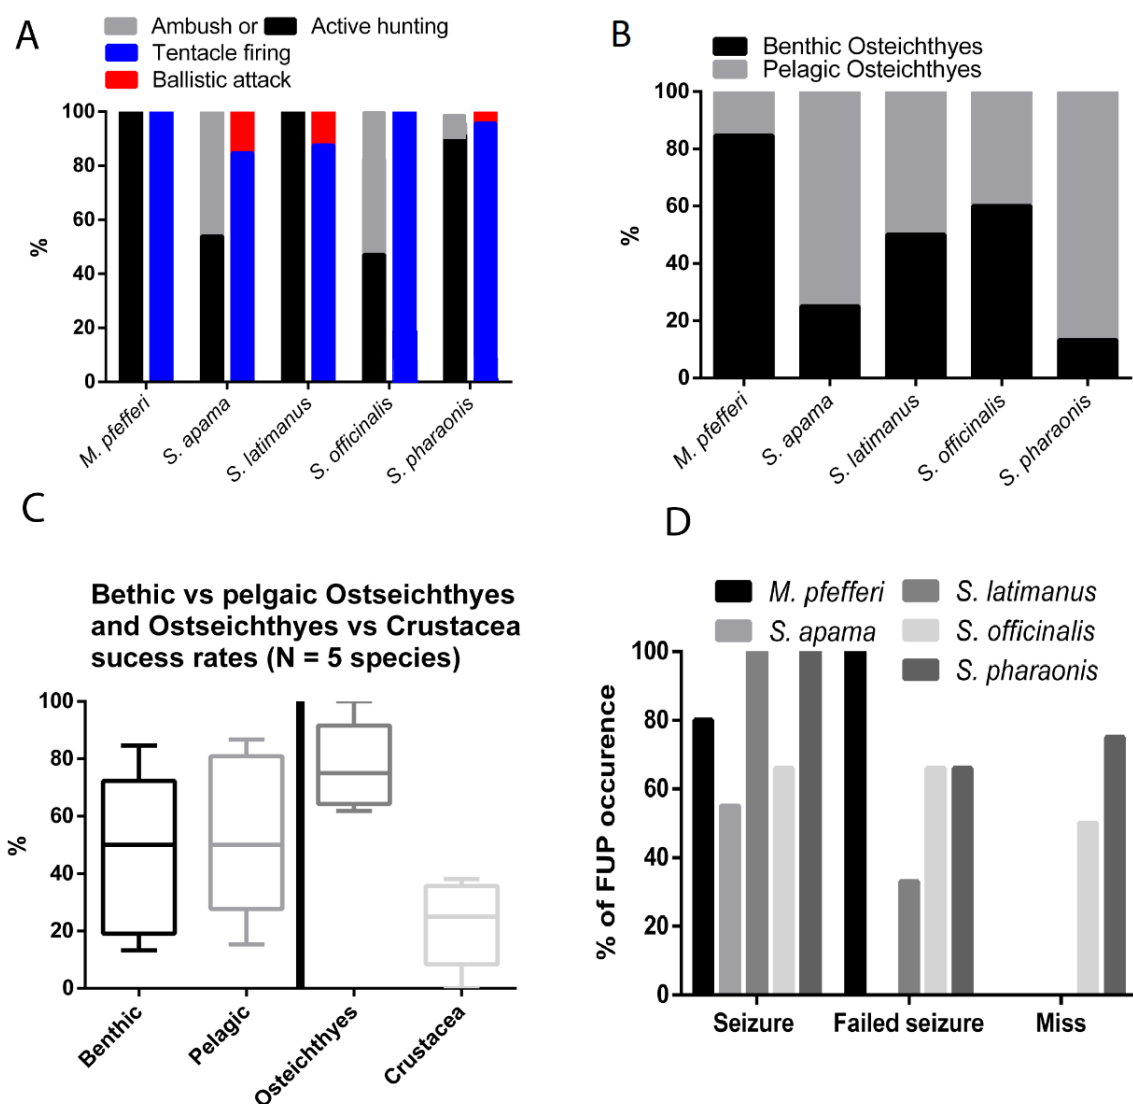 A
Ambush or Active hunting
Tentacle firing
Ballistic attack
100
80
60
40
20
0
%
M. pfefferi
S. apama
S. latimanus
S. officinalis
S. pharaonis
B
Benthic Osteichthyes
Pelagic Osteichthyes
100
80
60
40
20
0
%
M. pfefferi
S. apama
S. latimanus
S. officinalis
S. pharaonis
C
Bethic vs pelgaic Ostseichthyes
and Ostseichthyes vs Crustacea
sucess rates (N = 5 species)
100
80
60
40
20
0
%
Benthic
Pelagic
Osteichthyes
Crustacea
D
M. pfefferi S. latimanus
S. apama S. officinalis
S. pharaonis
100
80
60
40
20
0
% of FUP occurence
Seizure Failed seizure Miss